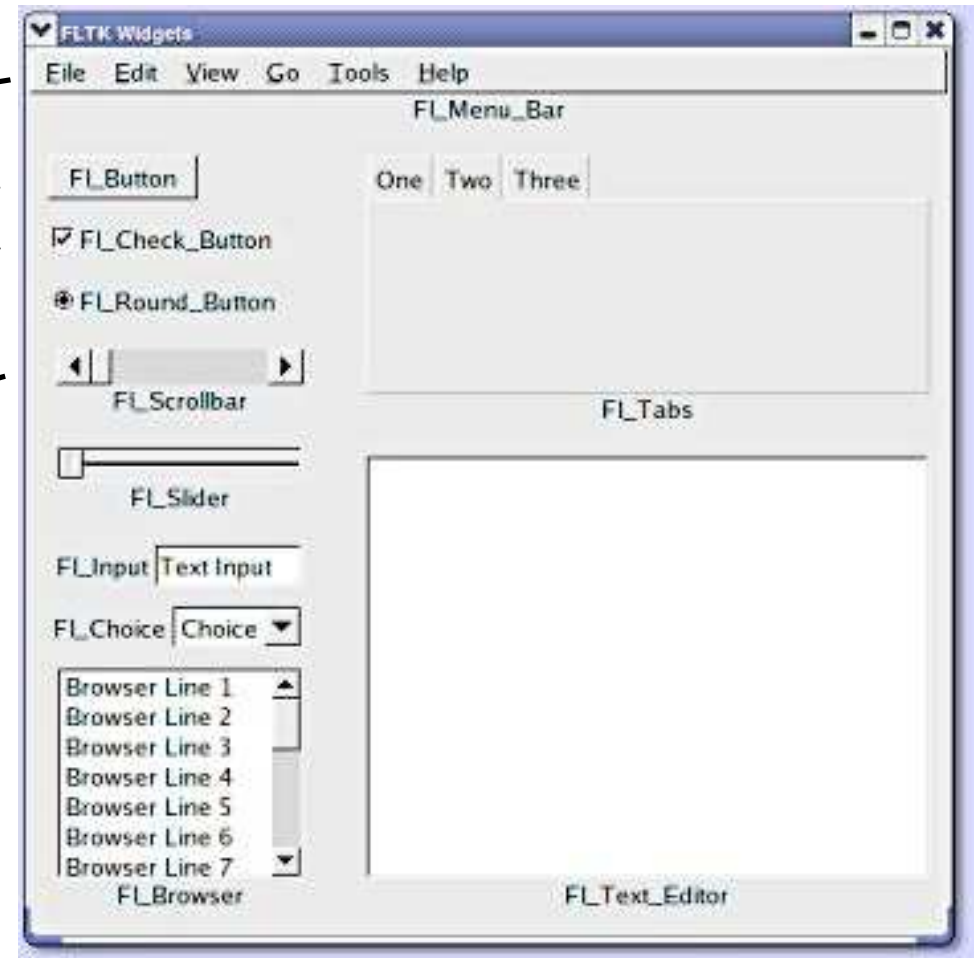 FLTK Widgets
File Edit View Go Tools Help
Fl_Menu_Bar
Fl_Button
One Two Three
Fl_Check_Button
Fl_Round_Button
Fl_Scrollbar
Fl_Tabs
Fl_Slider
Fl_Input Text Input
Fl_Choice Choice
Browser Line 1
Browser Line 2
Browser Line 3
Browser Line 4
Browser Line 5
Browser Line 6
Browser Line 7
Fl_Browser
Fl_Text_Editor